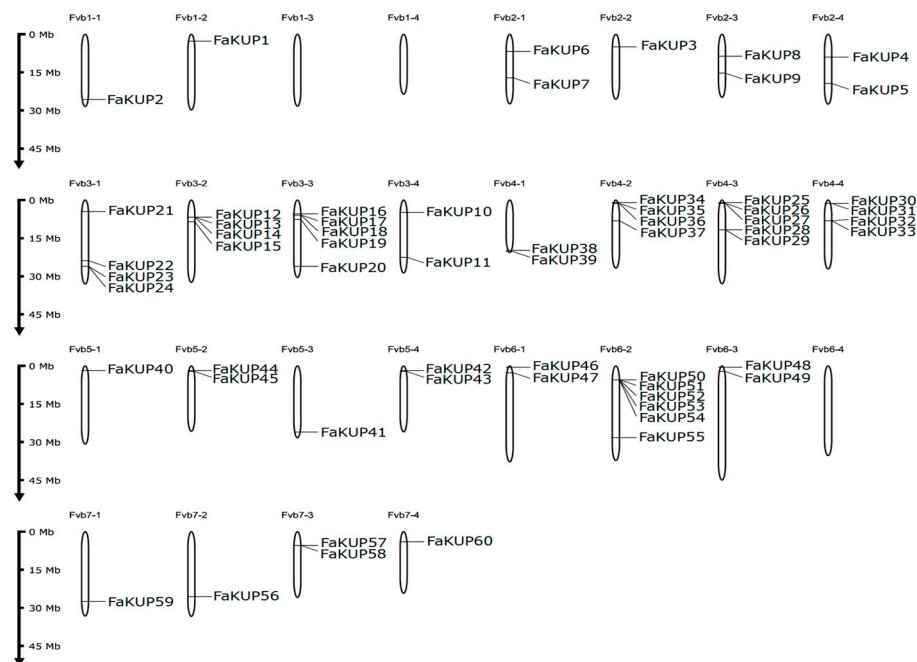 Fvb1-1 Fvb1-2 Fvb1-3 Fvb1-4 Fvb2-1 Fvb2-2 Fvb2-3 Fvb2-4
0 Mb
FaKUP1
FaKUP3
FaKUP6
FaKUP8
FaKUP4
15 Mb
FaKUP9
FaKUP7
FaKUP5
FaKUP2
30 Mb
45 Mb
Fvb3-1 Fvb3-2 Fvb3-3 Fvb3-4 Fvb4-1 Fvb4-2 Fvb4-3 Fvb4-4
0 Mb
FaKUP21
FaKUP22
FaKUP23
FaKUP24
FaKUP12
FaKUP13
FaKUP14
FaKUP15
FaKUP16
FaKUP17
FaKUP18
FaKUP19
FaKUP20
FaKUP10
FaKUP11
FaKUP38
FaKUP39
FaKUP34
FaKUP35
FaKUP36
FaKUP37
FaKUP25
FaKUP26
FaKUP27
FaKUP28
FaKUP29
FaKUP30
FaKUP31
FaKUP32
FaKUP33
15 Mb
30 Mb
45 Mb
Fvb5-1 Fvb5-2 Fvb5-3 Fvb5-4 Fvb6-1 Fvb6-2 Fvb6-3 Fvb6-4
0 Mb
FaKUP40
FaKUP44
FaKUP45
FaKUP41
FaKUP42
FaKUP43
FaKUP46
FaKUP47
FaKUP50
FaKUP51
FaKUP52
FaKUP53
FaKUP54
FaKUP55
FaKUP48
FaKUP49
15 Mb
30 Mb
45 Mb
Fvb7-1 Fvb7-2 Fvb7-3 Fvb7-4
0 Mb
FaKUP59
FaKUP56
FaKUP57
FaKUP58
FaKUP60
15 Mb
30 Mb
45 Mb